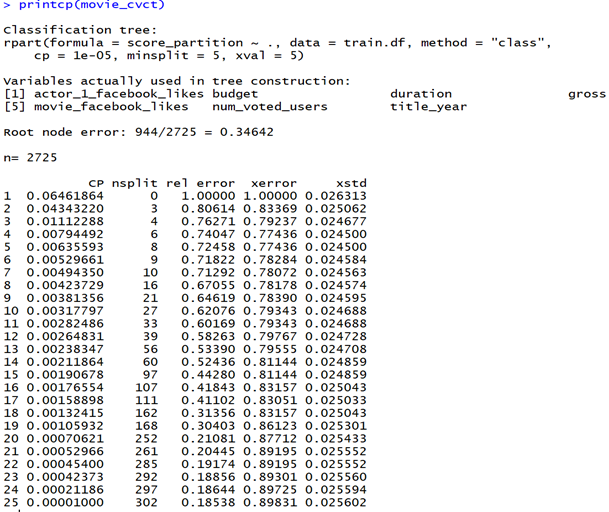 > printcp(movie_cvct)
Classification tree:
rpart(formula = score_partition ~ ., data = train.df, method = "class",
    cp = 1e-05, minsplit = 5, xval = 5)
Variables actually used in tree construction:
[1] actor_1_facebook_likes budget                 duration               gross
[5] movie_facebook_likes   num_voted_users        title_year
Root node error: 944/2725 = 0.34642
n= 2725
           CP nsplit rel error  xerror     xstd
1  0.06461864      0   1.00000 1.00000 0.026313
2  0.04343220      3   0.80614 0.83369 0.025062
3  0.01112288      4   0.76271 0.79237 0.024677
4  0.00794492      6   0.74047 0.77436 0.024500
5  0.00635593      8   0.72458 0.77436 0.024500
6  0.00529661      9   0.71822 0.78284 0.024584
7  0.00494350     10   0.71292 0.78072 0.024563
8  0.00423729     16   0.67055 0.78178 0.024574
9  0.00381356     21   0.64619 0.78390 0.024595
10 0.00317797     27   0.62076 0.79343 0.024688
11 0.00282486     33   0.60169 0.79343 0.024688
12 0.00264831     39   0.58263 0.79767 0.024728
13 0.00238347     56   0.53390 0.79555 0.024708
14 0.00211864     60   0.52436 0.81144 0.024859
15 0.00190678     97   0.44280 0.81144 0.024859
16 0.00176554    107   0.41843 0.83157 0.025043
17 0.00158898    111   0.41102 0.83051 0.025033
18 0.00132415    162   0.31356 0.83157 0.025043
19 0.00105932    168   0.30403 0.86123 0.025301
20 0.00070621    252   0.21081 0.87712 0.025433
21 0.00052966    261   0.20445 0.89195 0.025552
22 0.00045400    285   0.19174 0.89195 0.025552
23 0.00042373    292   0.18856 0.89301 0.025560
24 0.00021186    297   0.18644 0.89725 0.025594
25 0.00001000    302   0.18538 0.89831 0.025602